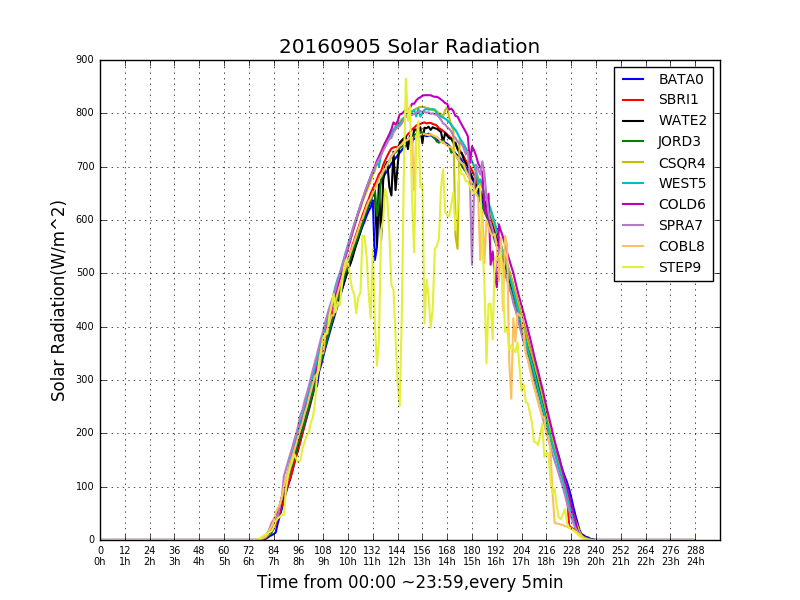 20160905 Solar Radiation
900
800
700
600
500
400
300
200
100
0
Solar Radiation(W/m^2)
BATA0
SBRI1
WATE2
JORD3
CSQR4
WEST5
COLD6
SPRA7
COBL8
STEP9
0 12 24 36 48 60 72 84 96 108 120 132 144 156 168 180 192 204 216 228 240 252 264 276 288
0h 1h 2h 3h 4h 5h 6h 7h 8h 9h 10h 11h 12h 13h 14h 15h 16h 17h 18h 19h 20h 21h 22h 23h 24h
Time from 00:00 ~23:59,every 5min